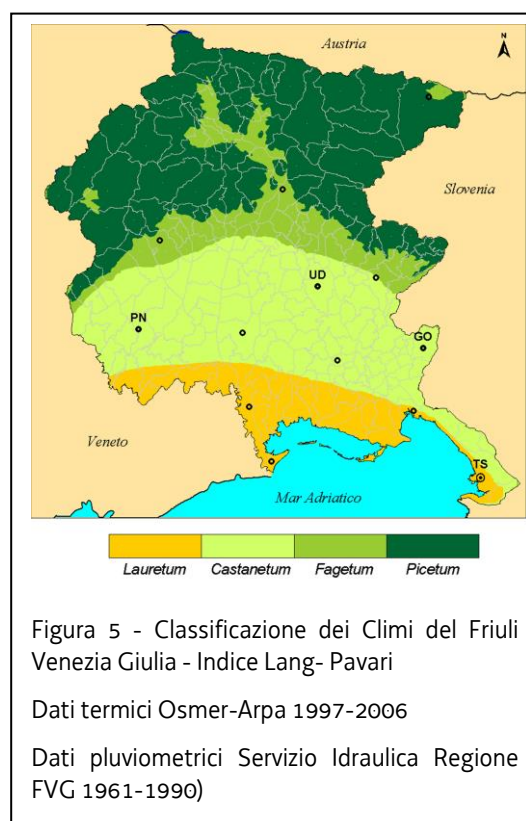 Austria
N
Slovenia
UD
PN
GO
Veneto
TS
Mar Adriatico
Lauretum Castanetum Fagetum Picetum
Figura 5 - Classificazione dei Climi del Friuli
Venezia Giulia - Indice Lang- Pavari
Dati termici Osmer-Arpa 1997-2006
Dati pluviometrici Servizio Idraulica Regione
FVG 1961-1990)